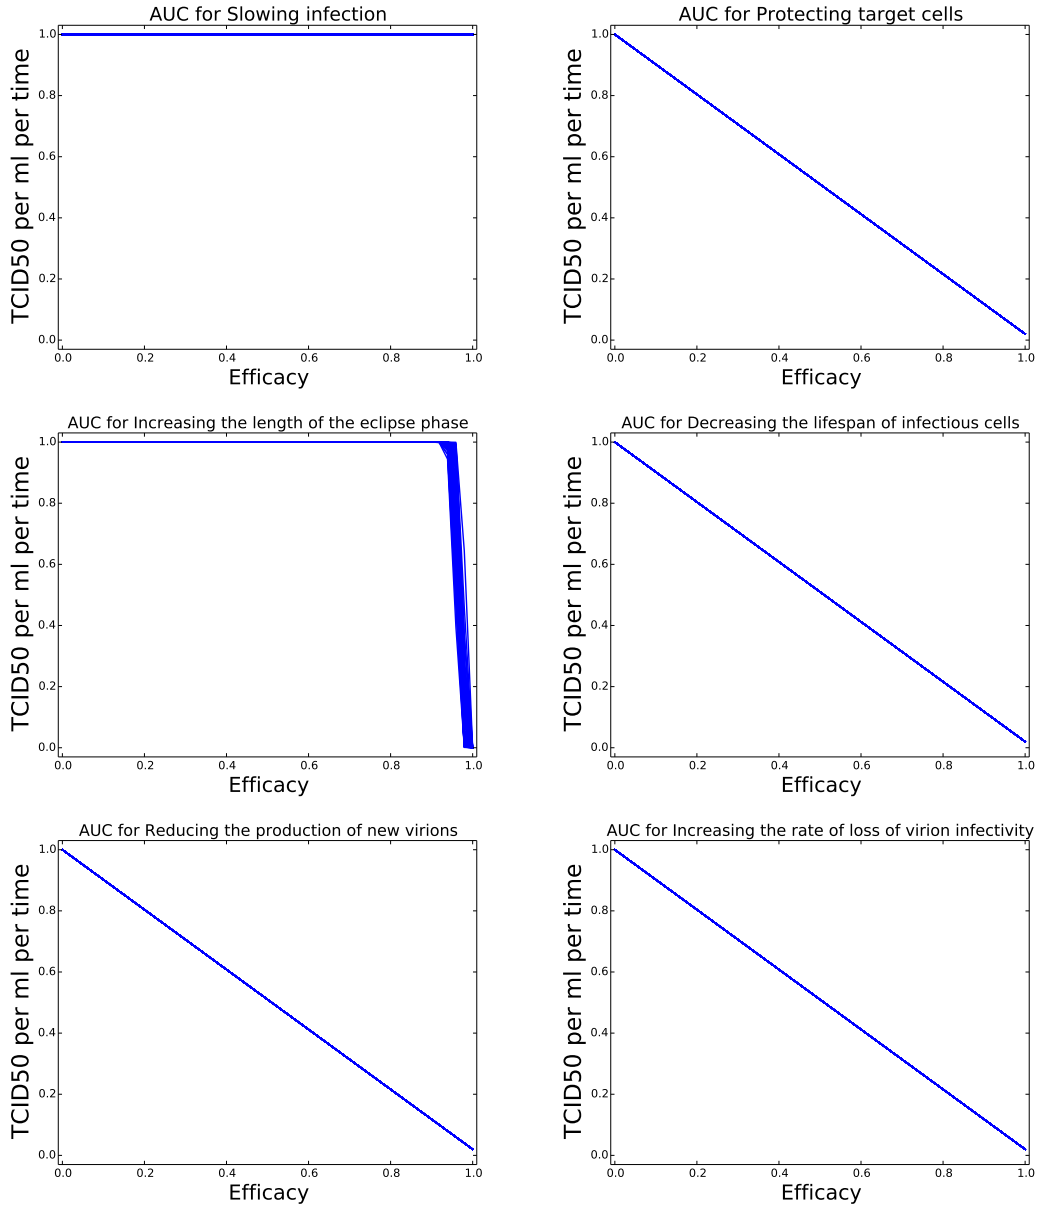 AUC for Slowing infection
TCID50 per ml per time
1.0
0.8
0.6
0.4
0.2
0.0
0.0 0.2 0.4 0.6 0.8 1.0
Efficacy
AUC for Protecting target cells
TCID50 per ml per time
1.0
0.8
0.6
0.4
0.2
0.0
0.0 0.2 0.4 0.6 0.8 1.0
Efficacy
AUC for Increasing the length of the eclipse phase
TCID50 per ml per time
1.0
0.8
0.6
0.4
0.2
0.0
0.0 0.2 0.4 0.6 0.8 1.0
Efficacy
AUC for Decreasing the lifespan of infectious cells
TCID50 per ml per time
1.0
0.8
0.6
0.4
0.2
0.0
0.0 0.2 0.4 0.6 0.8 1.0
Efficacy
AUC for Reducing the production of new virions
TCID50 per ml per time
1.0
0.8
0.6
0.4
0.2
0.0
0.0 0.2 0.4 0.6 0.8 1.0
Efficacy
AUC for Increasing the rate of loss of virion infectivity
TCID50 per ml per time
1.0
0.8
0.6
0.4
0.2
0.0
0.0 0.2 0.4 0.6 0.8 1.0
Efficacy